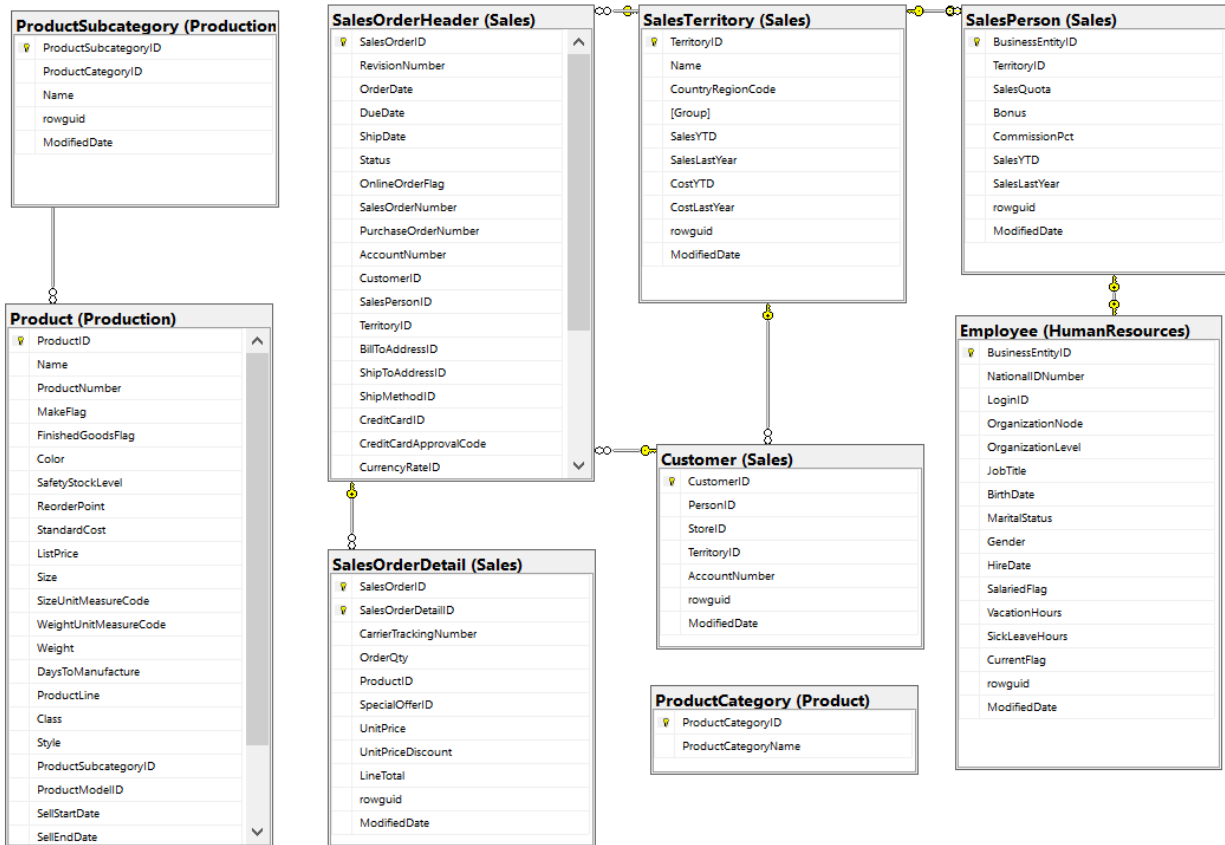 ProductSubcategory (Production
ProductSubcategoryID
ProductCategoryID
Name
rowguid
ModifiedDate
Product (Production)
ProductID
Name
ProductNumber
MakeFlag
FinishedGoodsFlag
Color
SafetyStockLevel
ReorderPoint
StandardCost
ListPrice
Size
SizeUnitMeasureCode
WeightUnitMeasureCode
Weight
DaysToManufacture
ProductLine
Class
Style
ProductSubcategoryID
ProductModelID
SellStartDate
SellEndDate
SalesOrderHeader (Sales)
SalesOrderID
RevisionNumber
OrderDate
DueDate
ShipDate
Status
OnlineOrderFlag
SalesOrderNumber
PurchaseOrderNumber
AccountNumber
CustomerID
SalesPersonID
TerritoryID
BillToAddressID
ShipToAddressID
ShipMethodID
CreditCardID
CreditCardApprovalCode
CurrencyRateID
SalesOrderDetail (Sales)
SalesOrderID
SalesOrderDetailID
CarrierTrackingNumber
OrderQty
ProductID
SpecialOfferID
UnitPrice
UnitPriceDiscount
LineTotal
rowguid
ModifiedDate
SalesTerritory (Sales)
TerritoryID
Name
CountryRegionCode
[Group]
SalesYTD
SalesLastYear
CostYTD
CostLastYear
rowguid
ModifiedDate
Customer (Sales)
CustomerID
PersonID
StoreID
TerritoryID
AccountNumber
rowguid
ModifiedDate
ProductCategory (Product)
ProductCategoryID
ProductCategoryName
SalesPerson (Sales)
BusinessEntityID
TerritoryID
SalesQuota
Bonus
CommissionPct
SalesYTD
SalesLastYear
rowguid
ModifiedDate
Employee (HumanResources)
BusinessEntityID
NationalIDNumber
LoginID
OrganizationNode
OrganizationLevel
JobTitle
BirthDate
MaritalStatus
Gender
HireDate
SalariedFlag
VacationHours
SickLeaveHours
CurrentFlag
rowguid
ModifiedDate